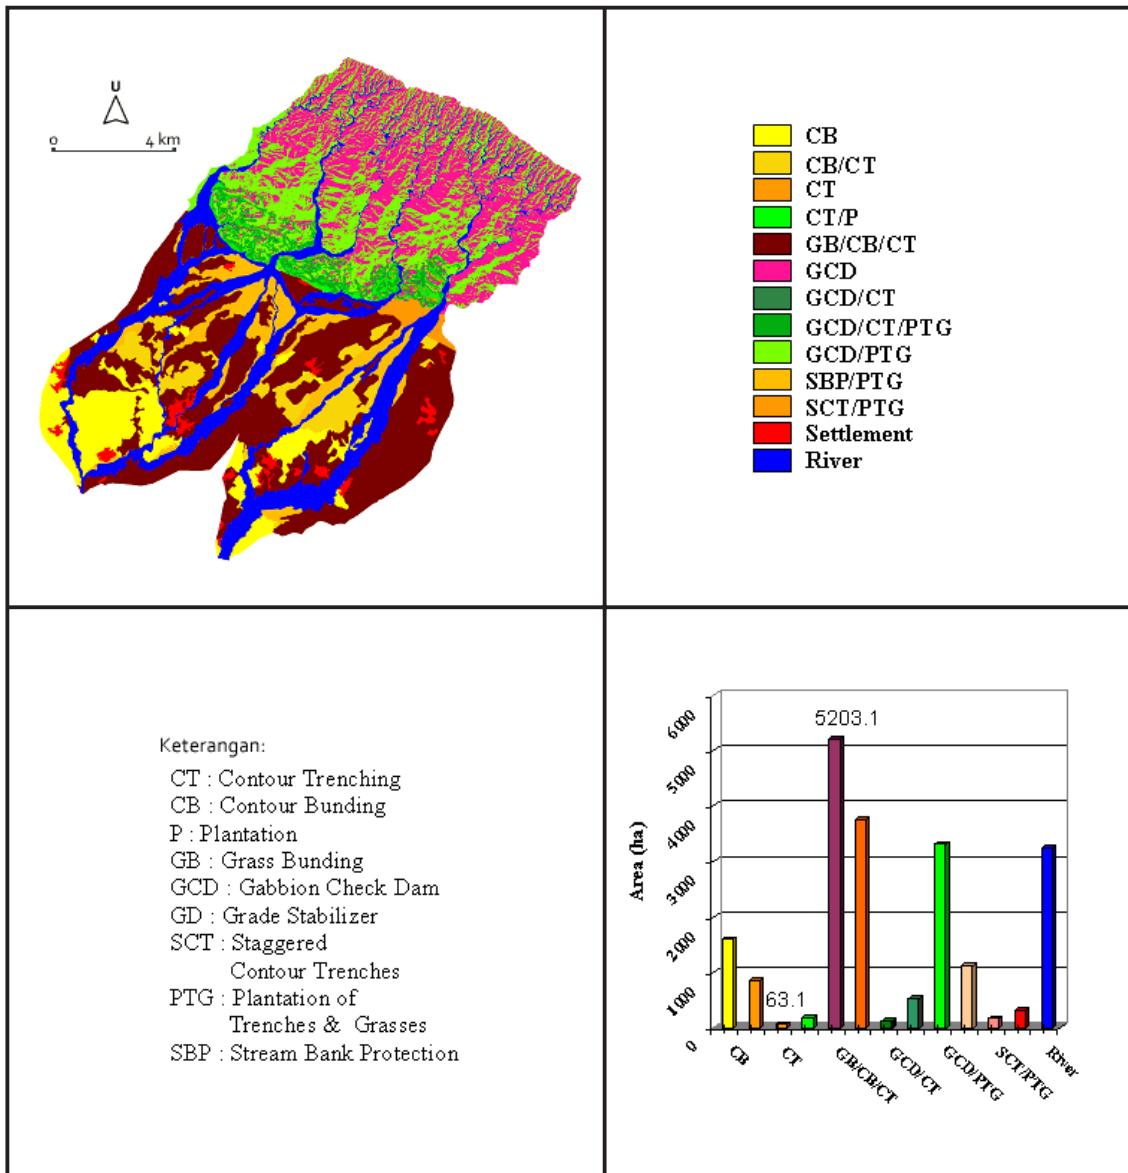 U
0 4 km
CB
CB/CT
CT
CT/P
GB/CB/CT
GCD
GCD/CT
GCD/CT/PTG
GCD/PTG
SBP/PTG
SCT/PTG
Settlement
River
Keterangan:
CT : Contour Trenching
CB : Contour Bunding
P : Plantation
GB : Grass Bunding
GCD : Gabbion Check Dam
GD : Grade Stabilizer
SCT : Staggered
Contour Trenches
PTG : Plantation of
Trenches & Grasses
SBP : Stream Bank Protection
Area (ha)
6000
5000
4000
3000
2000
1000
0
5203.1
63.1
CB
CT
GB/CB/CT
GCD/CT
GCD/PTG
SCT/PTG
River